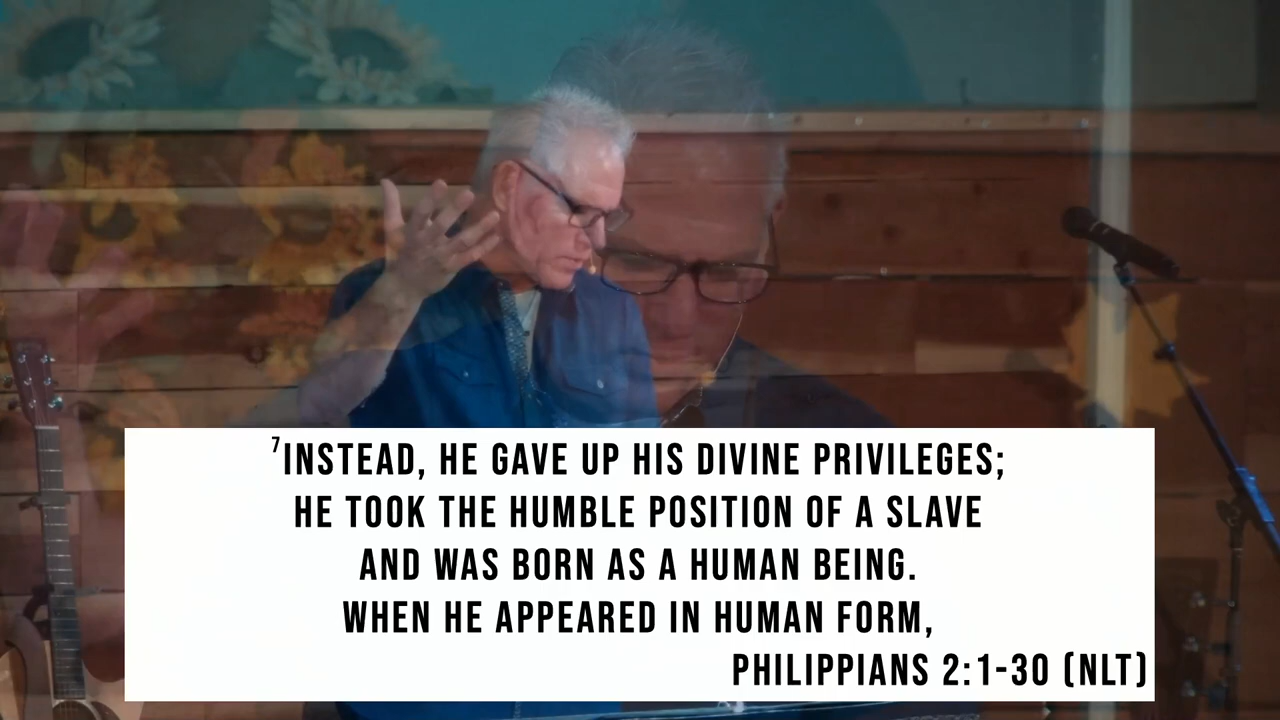 ⁷INSTEAD, HE GAVE UP HIS DIVINE PRIVILEGES;
HE TOOK THE HUMBLE POSITION OF A SLAVE
AND WAS BORN AS A HUMAN BEING.
WHEN HE APPEARED IN HUMAN FORM,
PHILIPPIANS 2:1-30 (NLT)